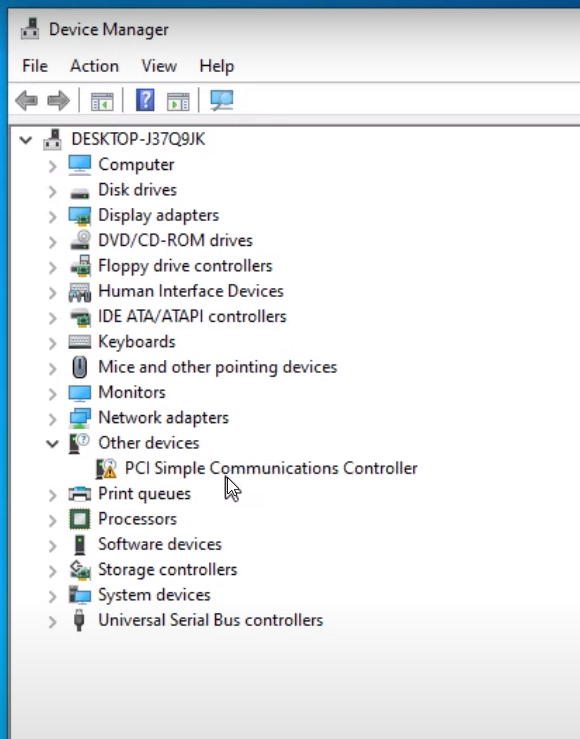 Device Manager
File Action View Help
DESKTOP-J37Q9JK
Computer
Disk drives
Display adapters
DVD/CD-ROM drives
Floppy drive controllers
Human Interface Devices
IDE ATA/ATAPI controllers
Keyboards
Mice and other pointing devices
Monitors
Network adapters
Other devices
PCI Simple Communications Controller
Print queues
Processors
Software devices
Storage controllers
System devices
Universal Serial Bus controllers